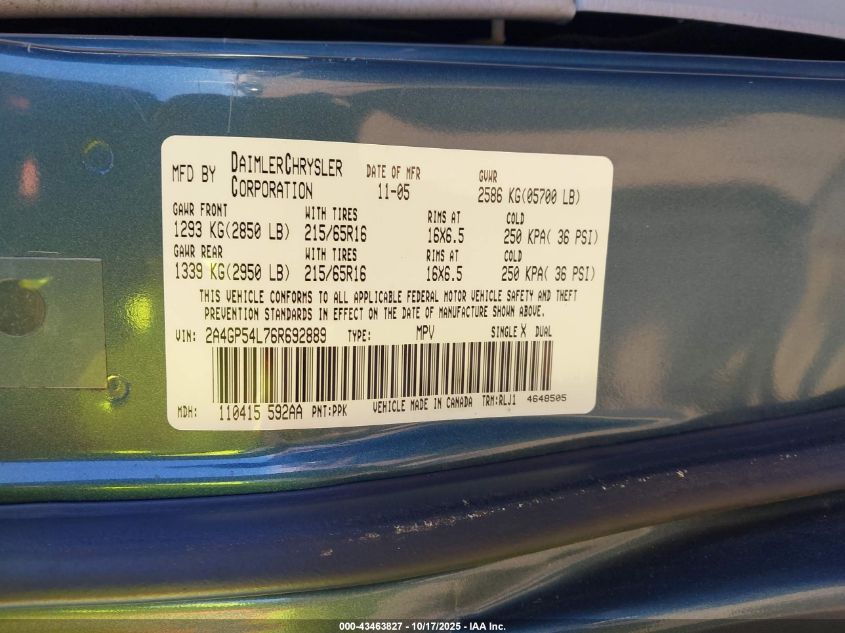 MFD BY DAIMLERCHRYSLER CORPORATION DATE OF MFR 11-05 GVWR 2586 KG(05700 LB)
GAWR FRONT WITH TIRES RIMS AT COLD
1293 KG(2850 LB) 215/65R16 16X6.5 250 KPA( 36 PSI)
GAWR REAR WITH TIRES RIMS AT COLD
1339 KG(2950 LB) 215/65R16 16X6.5 250 KPA( 36 PSI)
THIS VEHICLE CONFORMS TO ALL APPLICABLE FEDERAL MOTOR VEHICLE SAFETY AND THEFT
PREVENTION STANDARDS IN EFFECT ON THE DATE OF MANUFACTURE SHOWN ABOVE.
VIN: 2A4GP54L76R692889 TYPE: MPV SINGLE X DUAL
MDH: 110415 592AA PNT:PPK VEHICLE MADE IN CANADA TRM:RLJ1 4648505
000-43463827 - 10/17/2025 - IAA Inc.